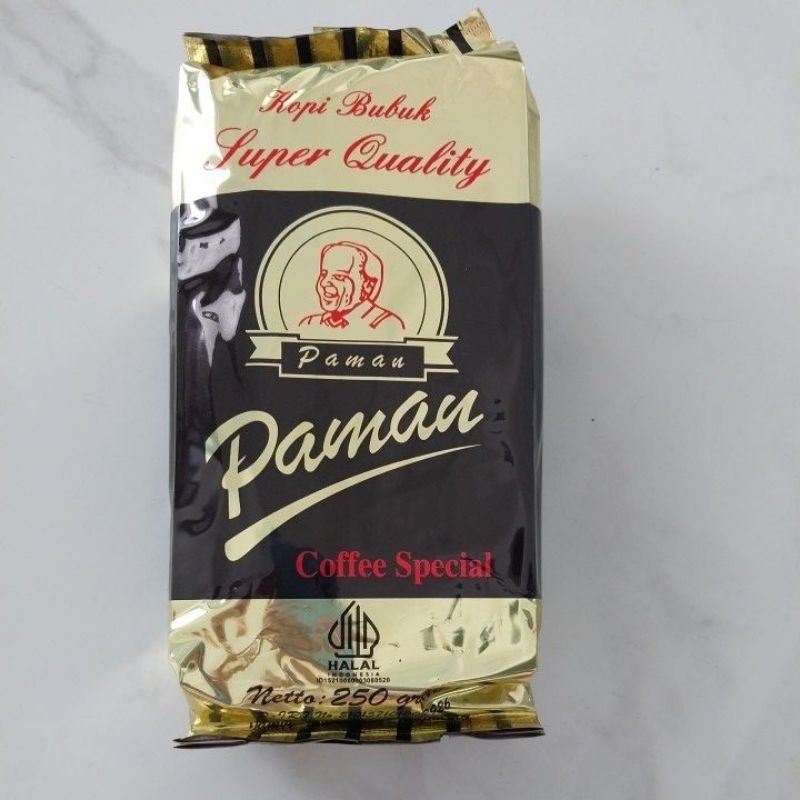 Kopi Bubuk
Super Quality
Paman
Paman
Coffee Special
HALAL
INDONESIA
Netto: 250 gr